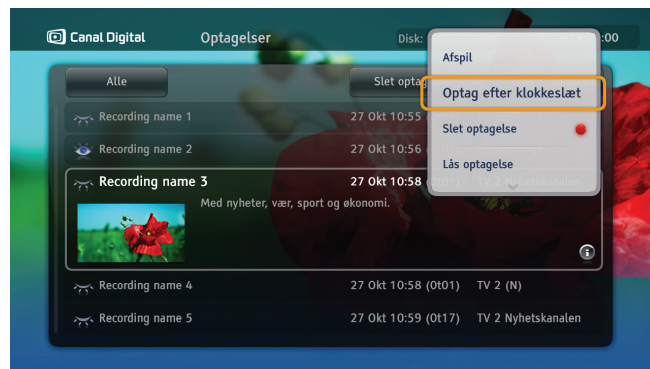 Canal Digital Optagelser Disk: :00
Afspil
Alle Slet optag
Optag efter klokkeslæt
Recording name 1 27 Okt 10:55
Slet optagelse
Recording name 2 27 Okt 10:56
Lås optagelse
Recording name 3 27 Okt 10:58 (0t01) TV 2 Nyhetskanalen
Med nyheter, vær, sport og økonomi.
Recording name 4 27 Okt 10:58 (0t01) TV 2 (N)
Recording name 5 27 Okt 10:59 (0t17) TV 2 Nyhetskanalen